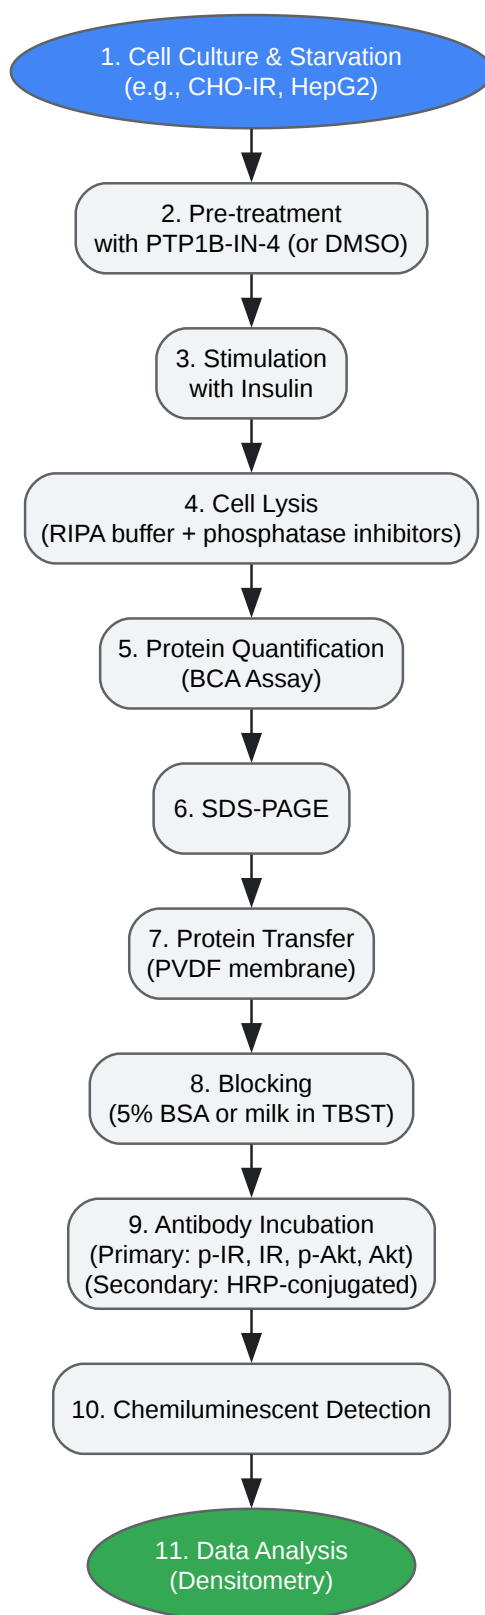 1. Cell Culture & Starvation
(e.g., CHO-IR, HepG2)
2. Pre-treatment
with PTP1B-IN-4 (or DMSO)
3. Stimulation
with Insulin
4. Cell Lysis
(RIPA buffer + phosphatase inhibitors)
5. Protein Quantification
(BCA Assay)
6. SDS-PAGE
7. Protein Transfer
(PVDF membrane)
8. Blocking
(5% BSA or milk in TBST)
9. Antibody Incubation
(Primary: p-IR, IR, p-Akt, Akt)
(Secondary: HRP-conjugated)
10. Chemiluminescent Detection
11. Data Analysis
(Densitometry)